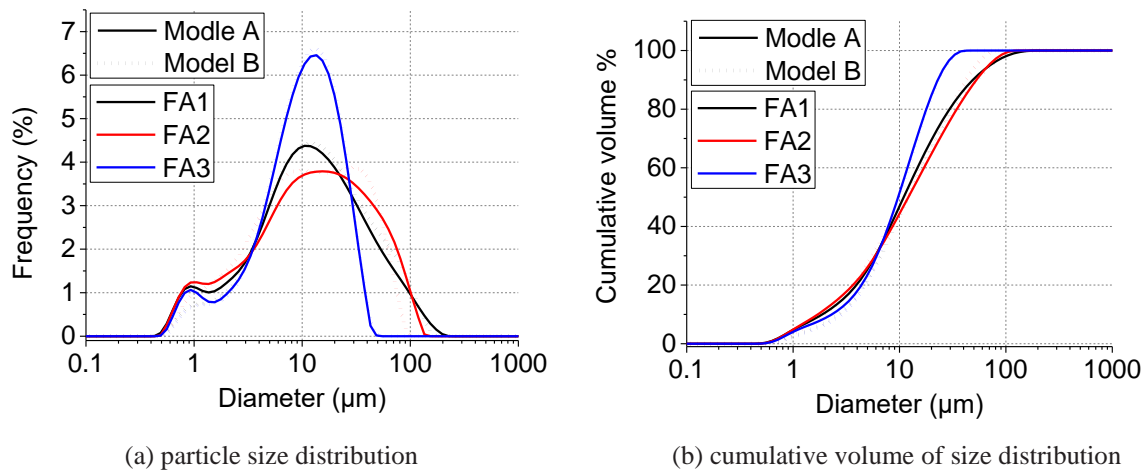 7
6
5
4
3
2
1
0
Frequency (%)
Modle A
Model B
FA1
FA2
FA3
0.1 1 10 100 1000
Diameter (µm)
(a) particle size distribution
100
80
60
40
20
0
Cumulative volume %
Modle A
Model B
FA1
FA2
FA3
0.1 1 10 100 1000
Diameter (µm)
(b) cumulative volume of size distribution